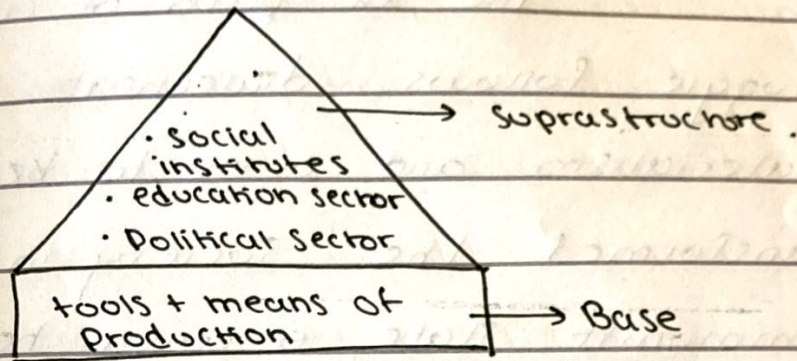 suprastructure.
• social
institutes
• education sector
• Political Sector
tools + means of
Production
Base